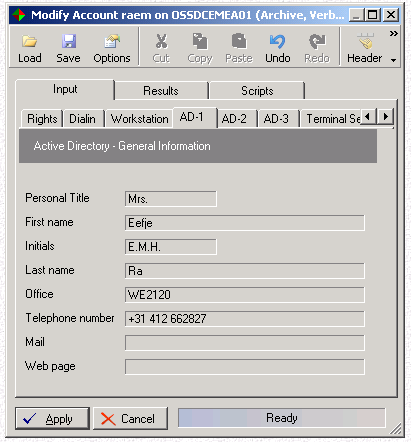 Modify Account raem on OSSDCEMEA01 (Archive, Verb...
Load Save Options Cut Copy Paste Undo Redo Header »
Input Results Scripts
Rights Dialin Workstation AD-1 AD-2 AD-3 Terminal Se
Active Directory - General Information
Personal Title Mrs.
First name Eefje
Initials E.M.H.
Last name Ra
Office WE2120
Telephone number +31 412 662827
Mail
Web page
Apply Cancel Ready